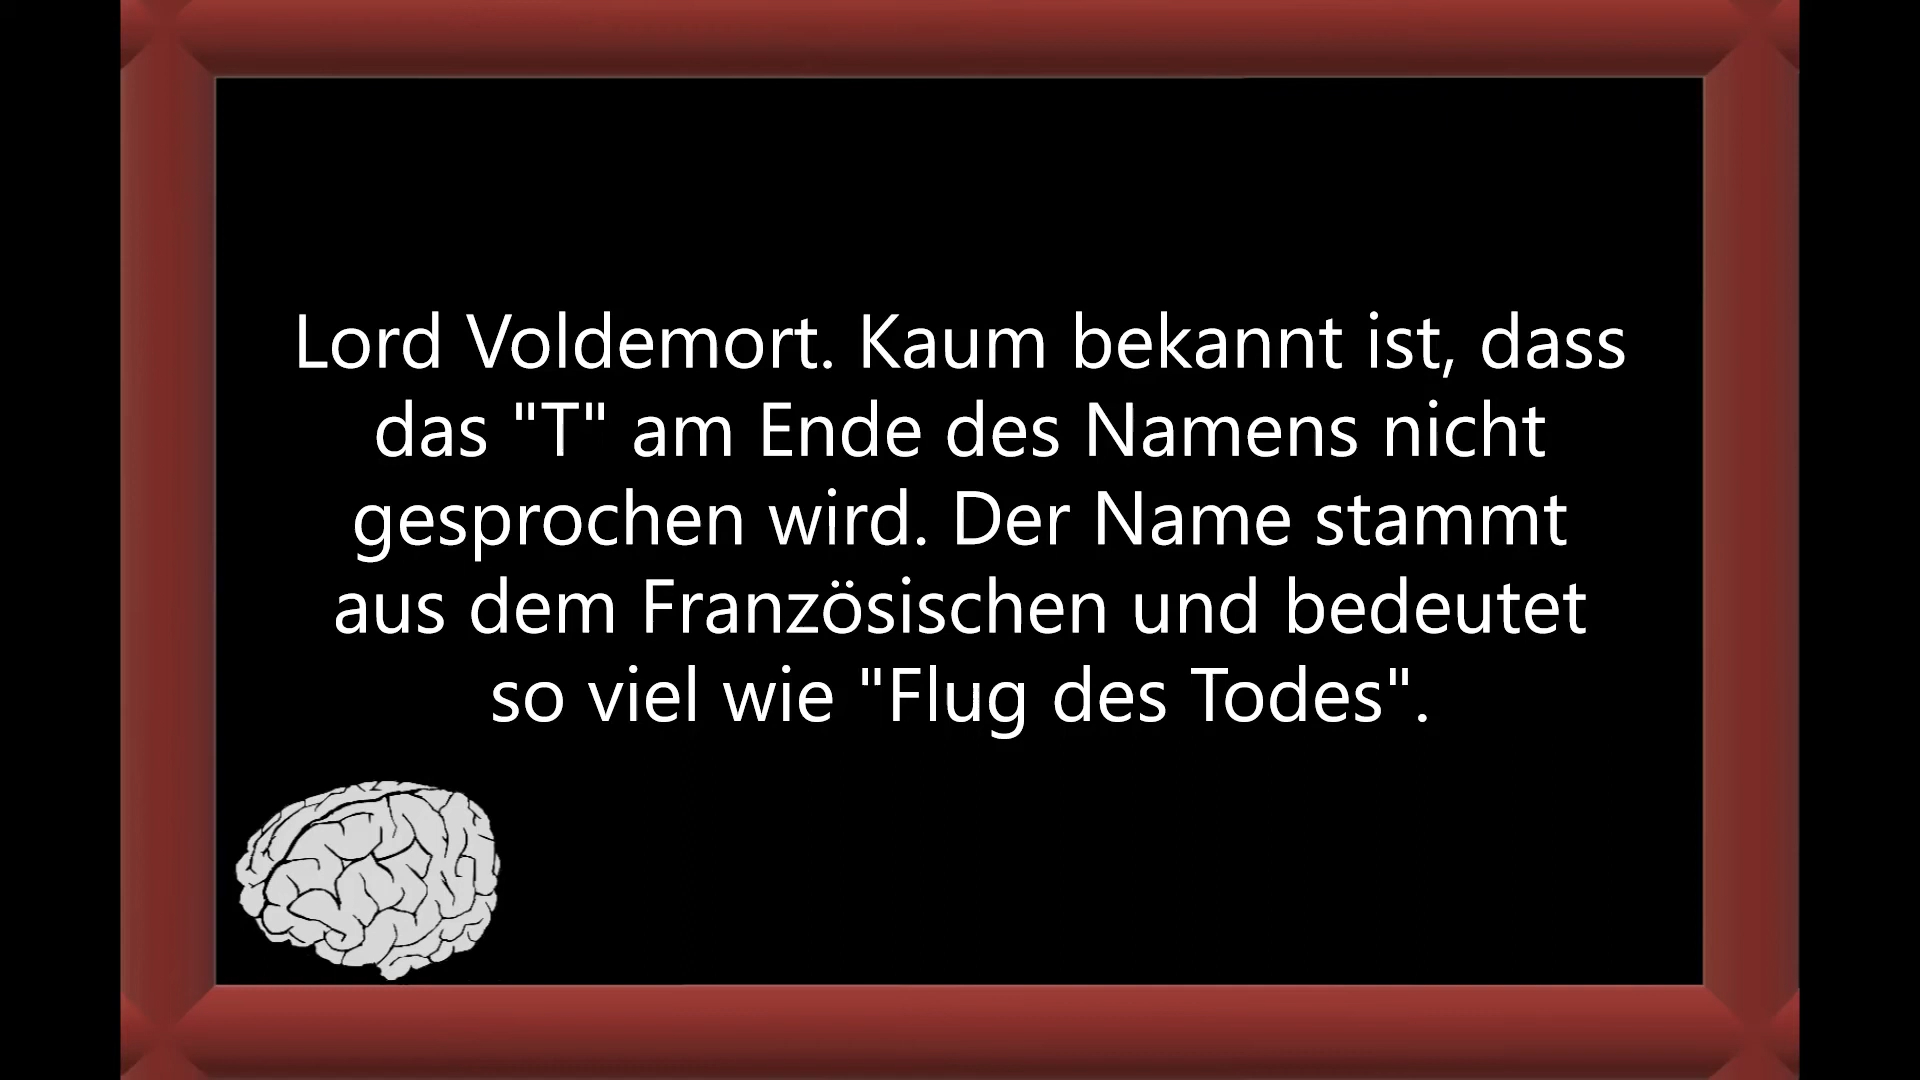 Lord Voldemort. Kaum bekannt ist, dass
das "T" am Ende des Namens nicht
gesprochen wird. Der Name stammt
aus dem Französischen und bedeutet
so viel wie "Flug des Todes".